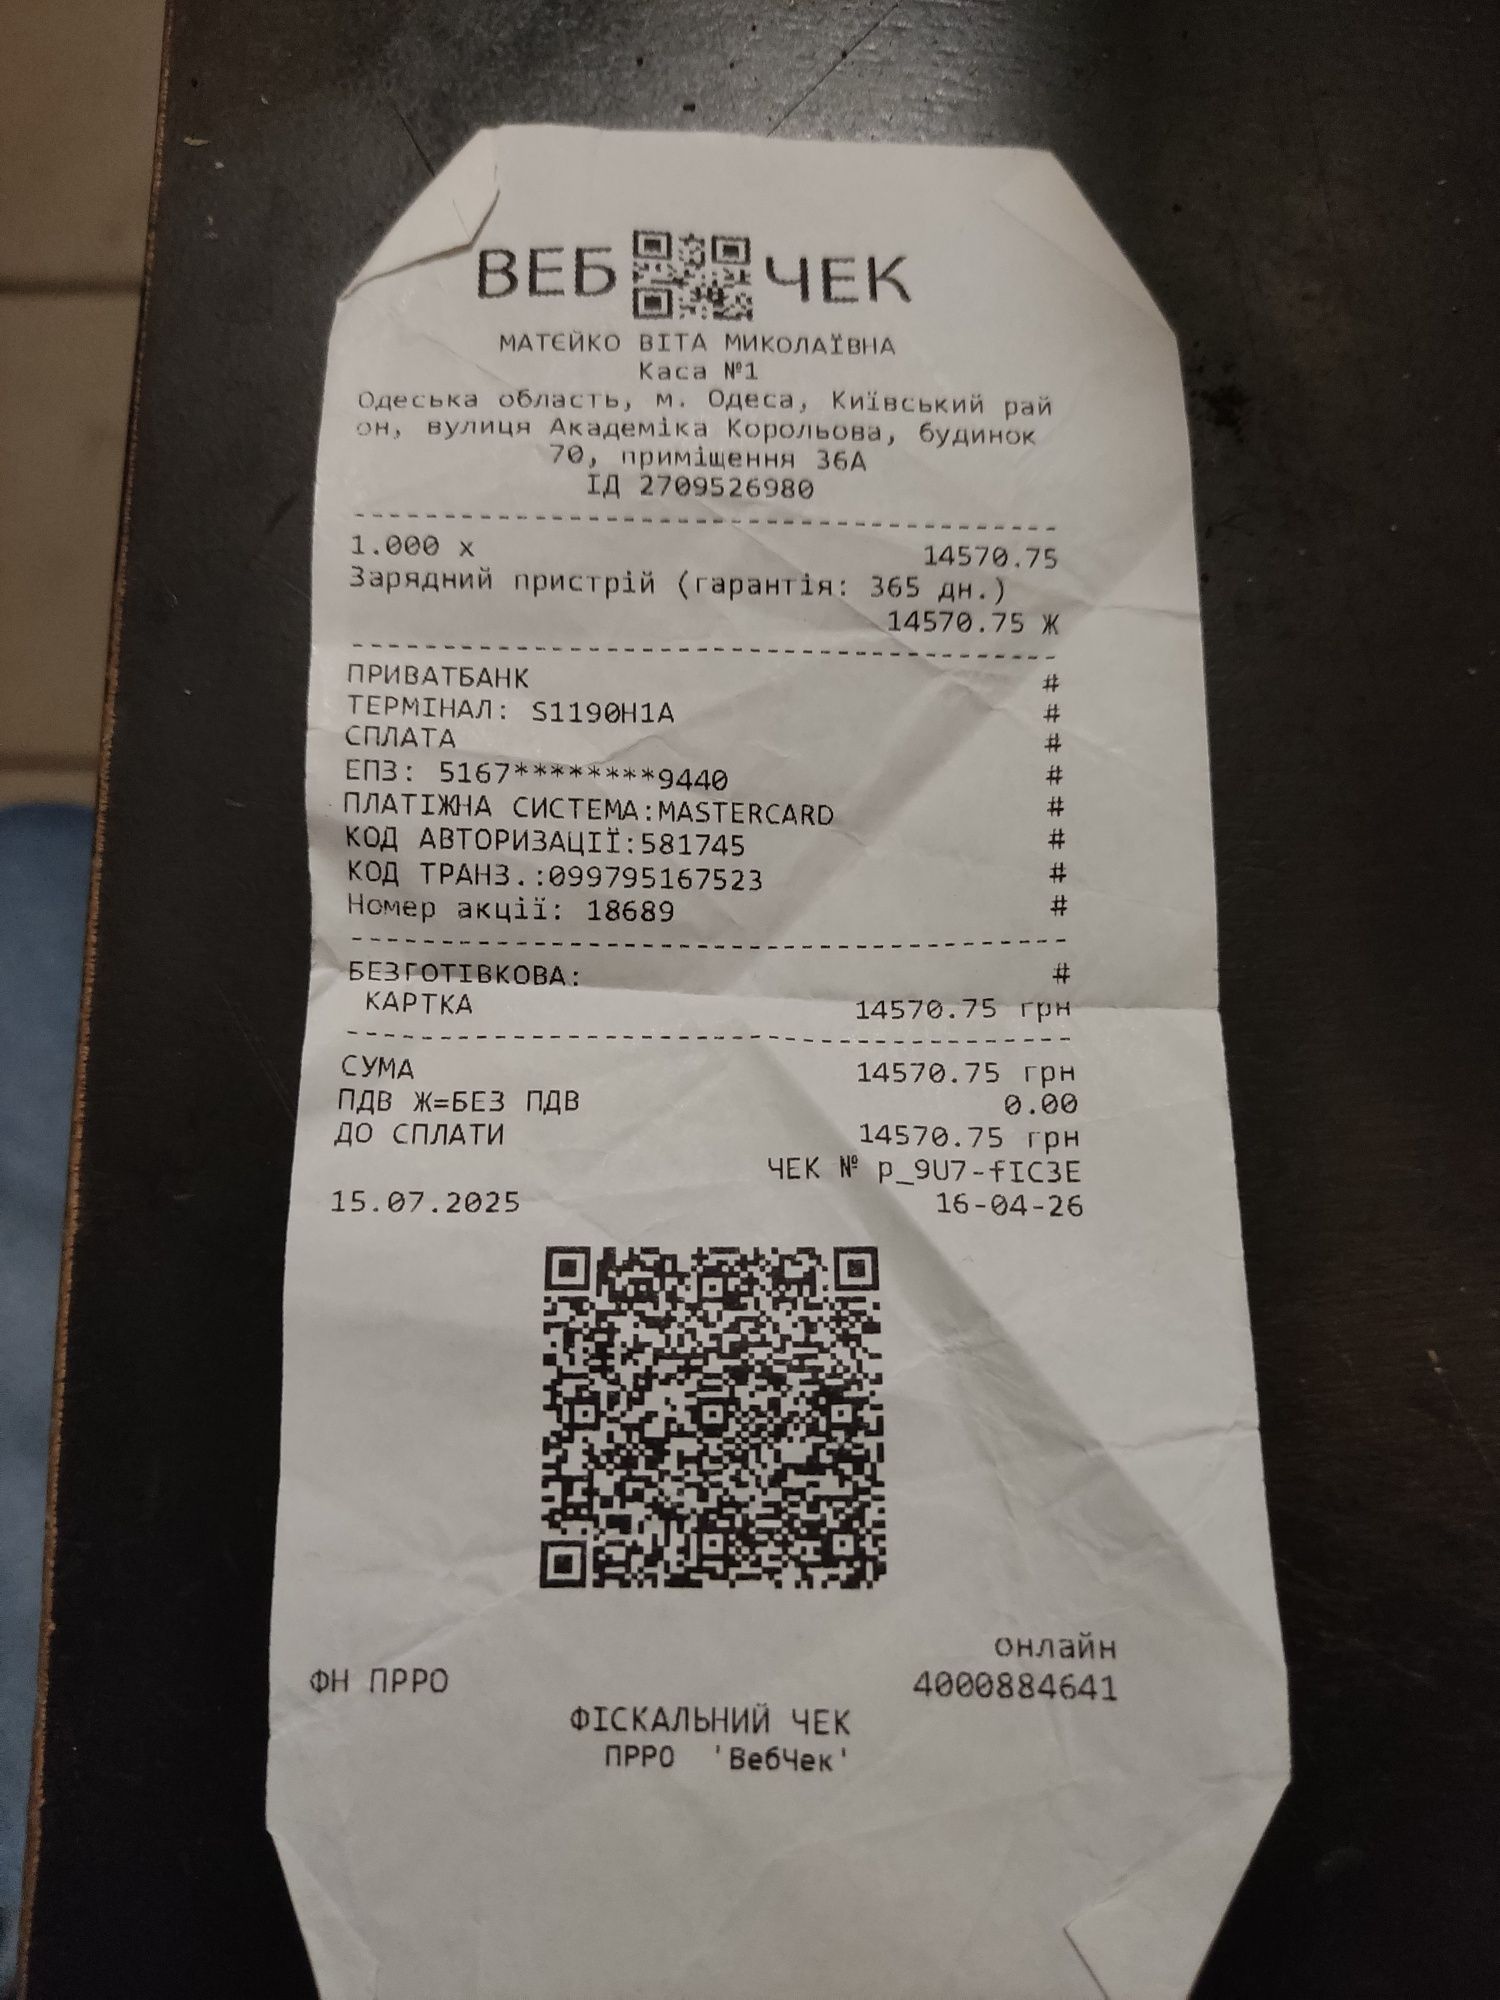 ВЕБ ЧЕК
МАТЄЙКО ВІТА МИКОЛАЇВНА
Каса №1
Одеська область, м. Одеса, Київський рай
он, вулиця Академіка Корольова, будинок
70, приміщення 36А
ІД 2709526980
1.000 x 14570.75
Зарядний пристрій (гарантія: 365 дн.)
14570.75 Ж
ПРИВАТБАНК #
ТЕРМІНАЛ: S1190H1A #
СПЛАТА #
ЕПЗ: 5167********9440 #
ПЛАТІЖНА СИСТЕМА:MASTERCARD #
КОД АВТОРИЗАЦІЇ:581745 #
КОД ТРАНЗ.:099795167523 #
Номер акції: 18689 #
БЕЗГОТІВКОВА: #
КАРТКА 14570.75 грн
СУМА 14570.75 грн
ПДВ Ж=БЕЗ ПДВ 0.00
ДО СПЛАТИ 14570.75 грн
ЧЕК № p_9U7-fIC3E
15.07.2025 16-04-26
онлайн
ФН ПРРО 4000884641
ФІСКАЛЬНИЙ ЧЕК
ПРРО 'ВебЧек'